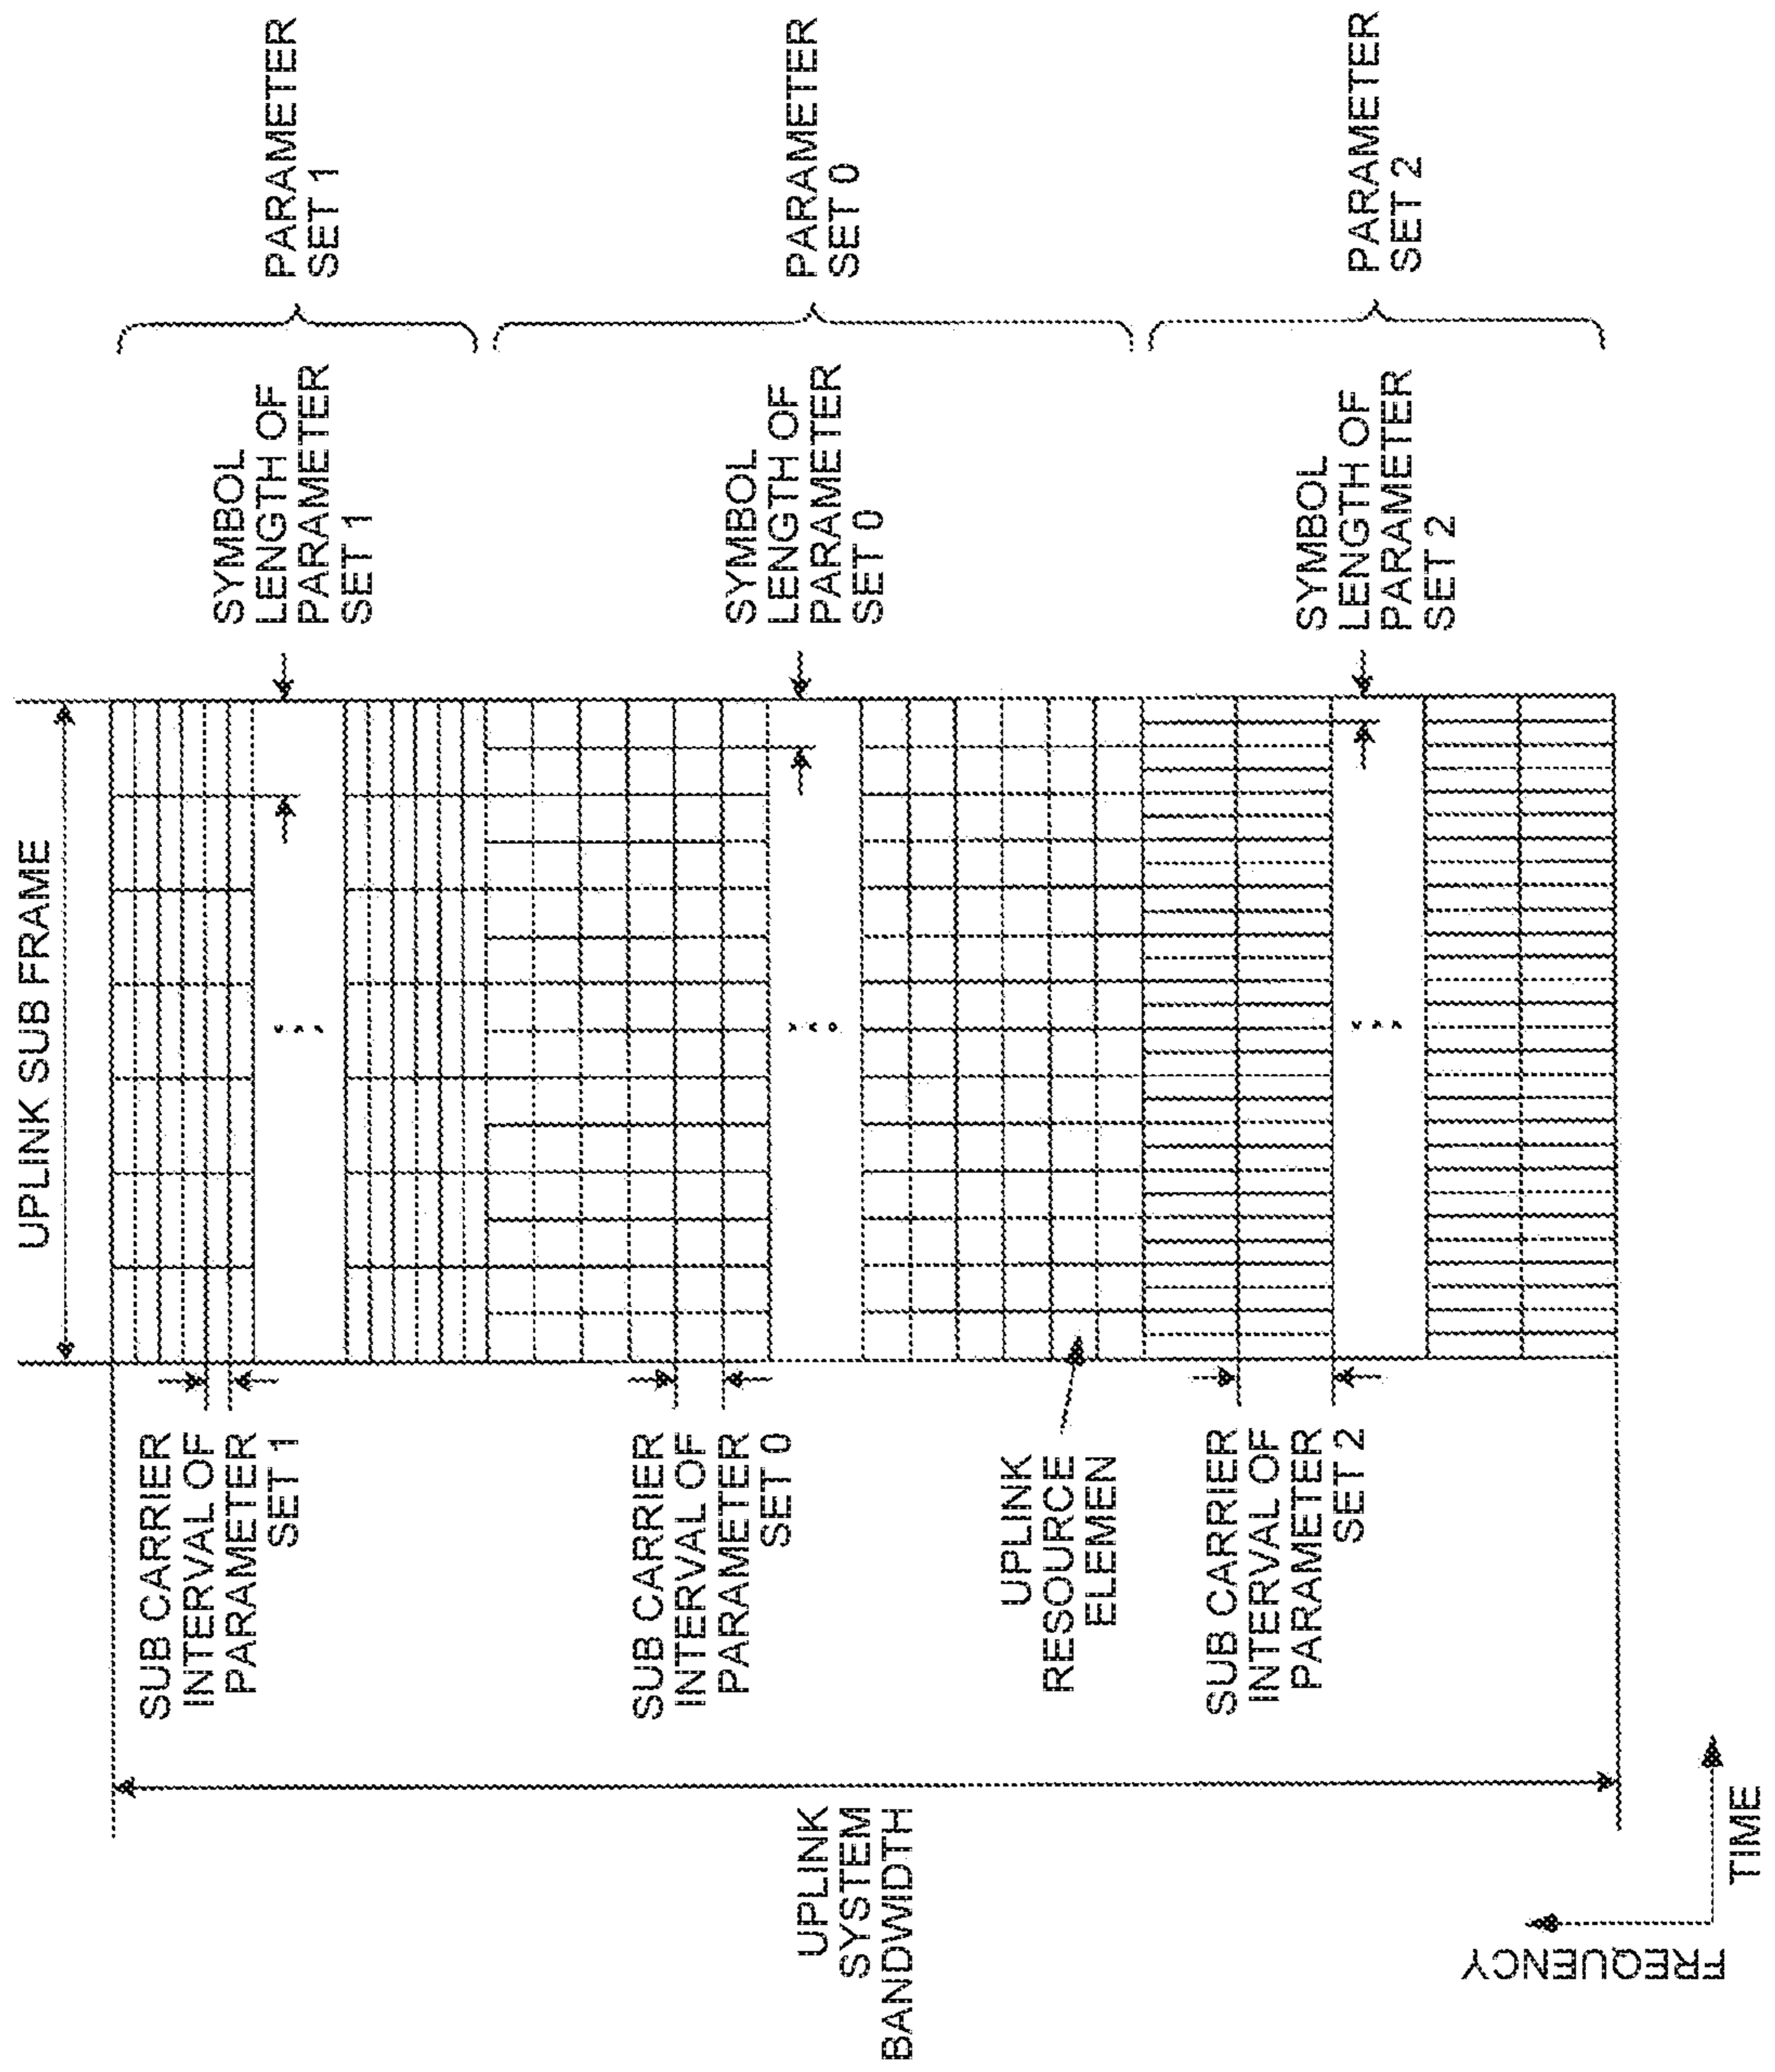 UPLINK SUB FRAME
SUB CARRIER
INTERVAL OF
PARAMETER
SET 1
SYMBOL
LENGTH OF
PARAMETER
SET 1
PARAMETER
SET 1
UPLINK
SYSTEM
BANDWIDTH
SUB CARRIER
INTERVAL OF
PARAMETER
SET 0
SYMBOL
LENGTH OF
PARAMETER
SET 0
PARAMETER
SET 0
UPLINK
RESOURCE
ELEMEN
SUB CARRIER
INTERVAL OF
PARAMETER
SET 2
SYMBOL
LENGTH OF
PARAMETER
SET 2
PARAMETER
SET 2
FREQUENCY
TIME